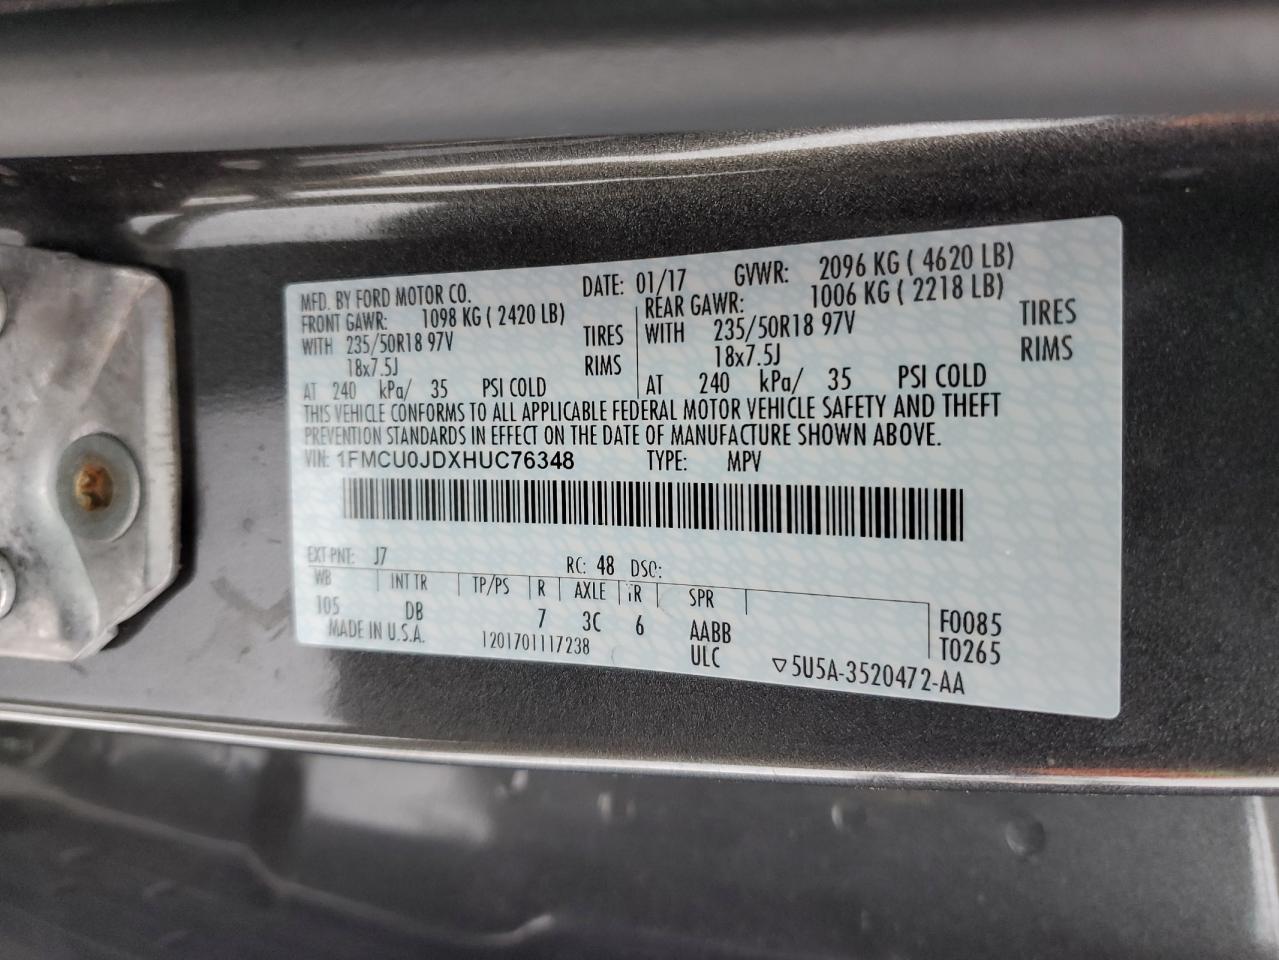 MFD. BY FORD MOTOR CO. DATE: 01/17 GVWR: 2096 KG ( 4620 LB)
FRONT GAWR: 1098 KG ( 2420 LB) REAR GAWR: 1006 KG ( 2218 LB)
WITH 235/50R18 97V TIRES WITH 235/50R18 97V TIRES
18x7.5J RIMS 18x7.5J RIMS
AT 240 kPa/ 35 PSI COLD AT 240 kPa/ 35 PSI COLD
THIS VEHICLE CONFORMS TO ALL APPLICABLE FEDERAL MOTOR VEHICLE SAFETY AND THEFT
PREVENTION STANDARDS IN EFFECT ON THE DATE OF MANUFACTURE SHOWN ABOVE.
VIN: 1FMCU0JDXHUC76348 TYPE: MPV
EXT PNT: J7 RC: 48 DSO:
WB INT TR TP/PS R AXLE TR SPR
105 DB 7 3C 6 AABB F0085
MADE IN U.S.A. 1201701117238 ULC T0265
▽5U5A-3520472-AA